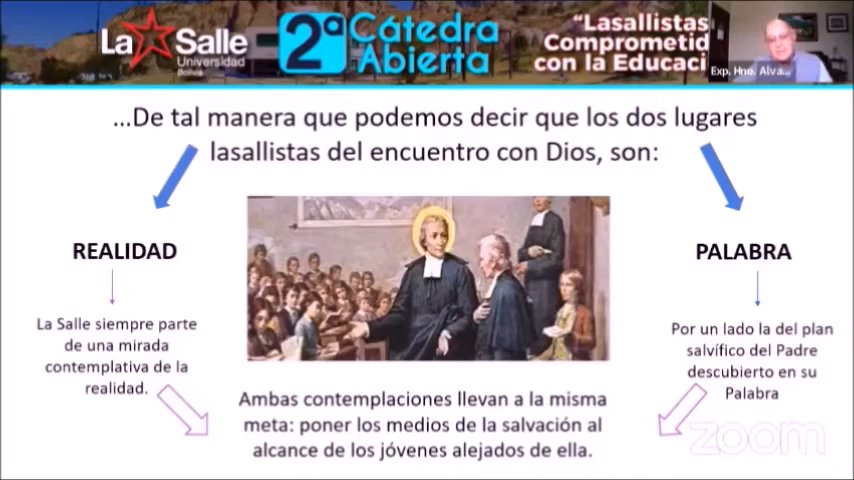 La Salle
Universidad
Bolivia
2ª Cátedra
Abierta
"Lasallistas
Comprometid
con la Educaci
Exp. Hno. Alva...
...De tal manera que podemos decir que los dos lugares
lasallistas del encuentro con Dios, son:
REALIDAD
PALABRA
La Salle siempre parte
de una mirada
contemplativa de la
realidad.
Por un lado la del plan
salvífico del Padre
descubierto en su
Palabra
Ambas contemplaciones llevan a la misma
meta: poner los medios de la salvación al
alcance de los jóvenes alejados de ella.
zoom